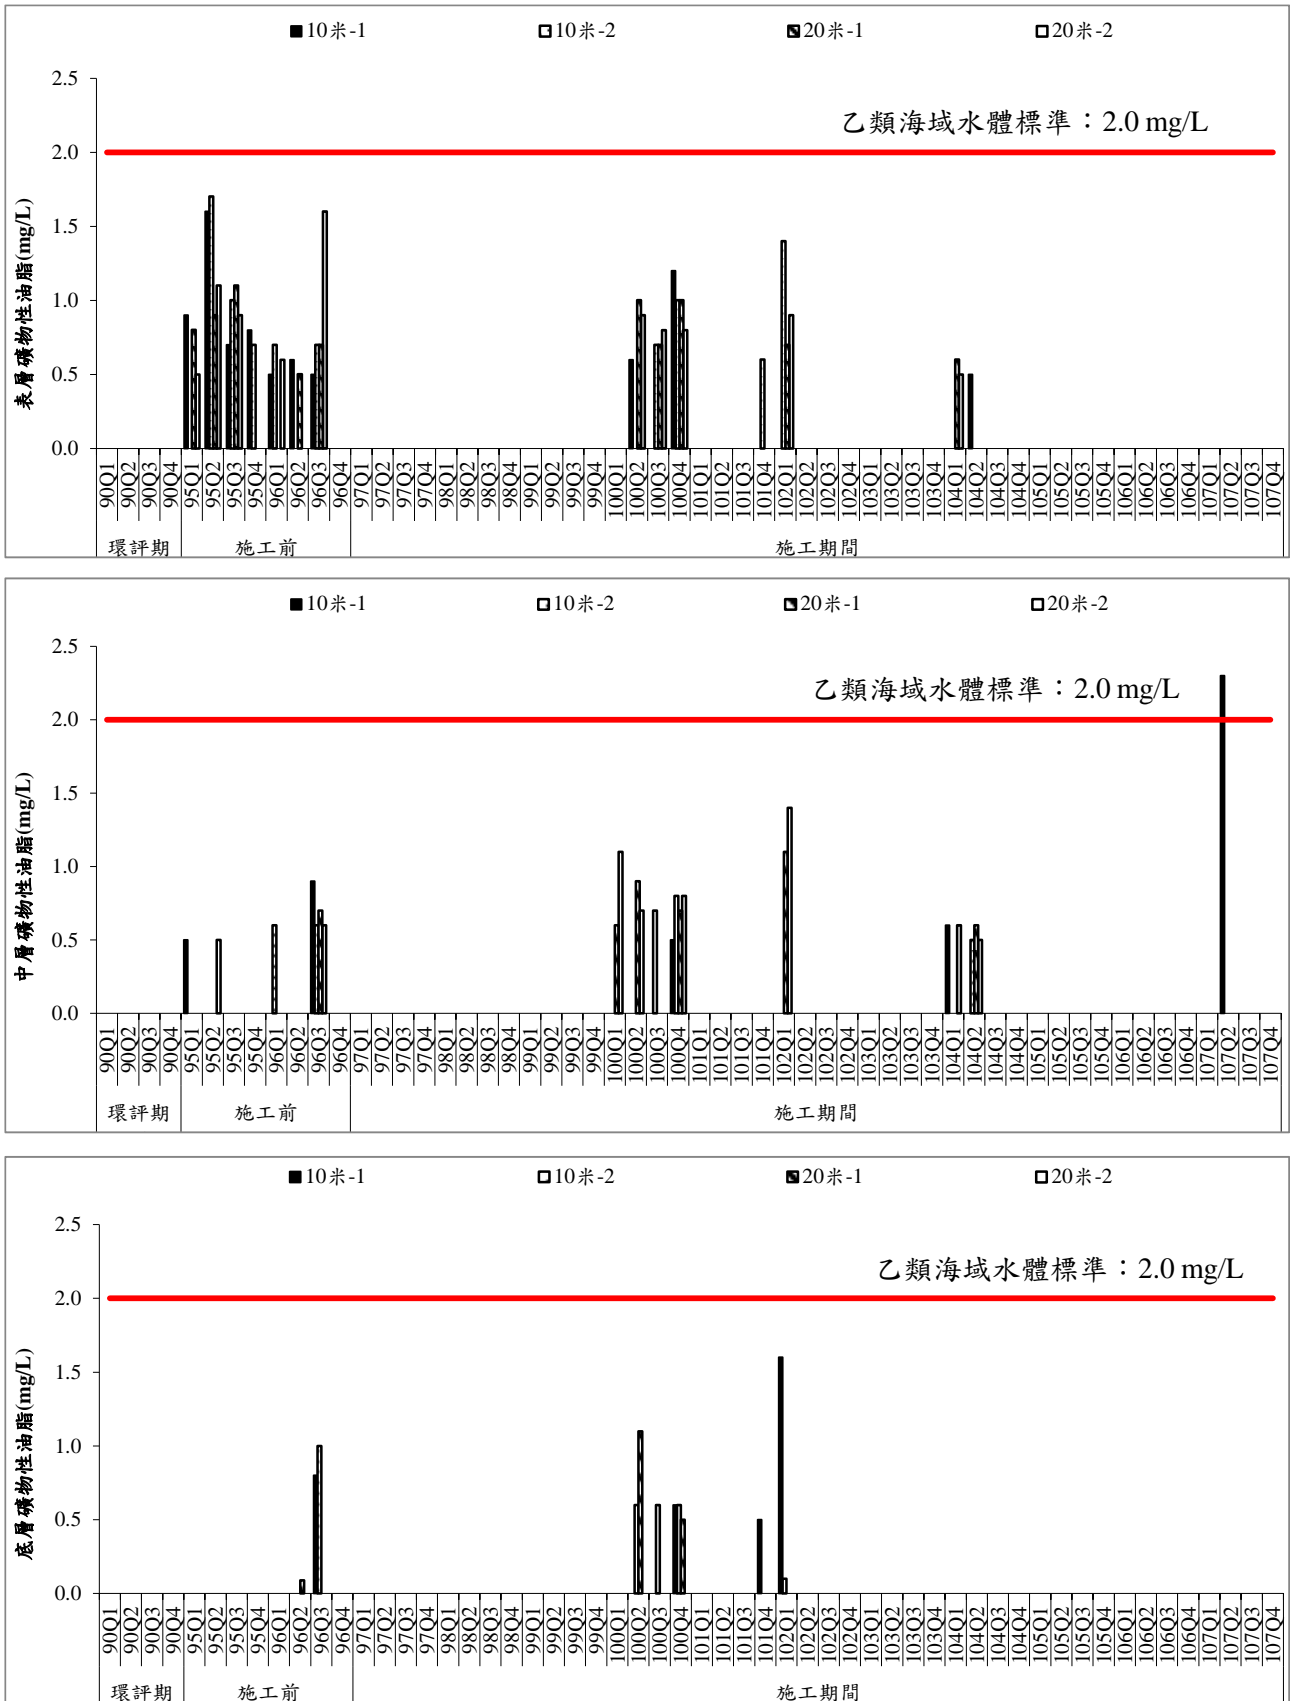 10米-1 10米-2 20米-1 20米-2
乙類海域水體標準：2.0 mg/L
表層礦物性油脂(mg/L)
2.5
2.0
1.5
1.0
0.5
0.0
90Q1 90Q2 90Q3 90Q4 95Q1 95Q2 95Q3 95Q4 96Q1 96Q2 96Q3 96Q4 97Q1 97Q2 97Q3 97Q4 98Q1 98Q2 98Q3 98Q4 99Q1 99Q2 99Q3 99Q4 100Q1 100Q2 100Q3 100Q4 101Q1 101Q2 101Q3 101Q4 102Q1 102Q2 102Q3 102Q4 103Q1 103Q2 103Q3 103Q4 104Q1 104Q2 104Q3 104Q4 105Q1 105Q2 105Q3 105Q4 106Q1 106Q2 106Q3 106Q4 107Q1 107Q2 107Q3 107Q4
環評期 施工前 施工期間
10米-1 10米-2 20米-1 20米-2
乙類海域水體標準：2.0 mg/L
中層礦物性油脂(mg/L)
2.5
2.0
1.5
1.0
0.5
0.0
90Q1 90Q2 90Q3 90Q4 95Q1 95Q2 95Q3 95Q4 96Q1 96Q2 96Q3 96Q4 97Q1 97Q2 97Q3 97Q4 98Q1 98Q2 98Q3 98Q4 99Q1 99Q2 99Q3 99Q4 100Q1 100Q2 100Q3 100Q4 101Q1 101Q2 101Q3 101Q4 102Q1 102Q2 102Q3 102Q4 103Q1 103Q2 103Q3 103Q4 104Q1 104Q2 104Q3 104Q4 105Q1 105Q2 105Q3 105Q4 106Q1 106Q2 106Q3 106Q4 107Q1 107Q2 107Q3 107Q4
環評期 施工前 施工期間
10米-1 10米-2 20米-1 20米-2
乙類海域水體標準：2.0 mg/L
底層礦物性油脂(mg/L)
2.5
2.0
1.5
1.0
0.5
0.0
90Q1 90Q2 90Q3 90Q4 95Q1 95Q2 95Q3 95Q4 96Q1 96Q2 96Q3 96Q4 97Q1 97Q2 97Q3 97Q4 98Q1 98Q2 98Q3 98Q4 99Q1 99Q2 99Q3 99Q4 100Q1 100Q2 100Q3 100Q4 101Q1 101Q2 101Q3 101Q4 102Q1 102Q2 102Q3 102Q4 103Q1 103Q2 103Q3 103Q4 104Q1 104Q2 104Q3 104Q4 105Q1 105Q2 105Q3 105Q4 106Q1 106Q2 106Q3 106Q4 107Q1 107Q2 107Q3 107Q4
環評期 施工前 施工期間